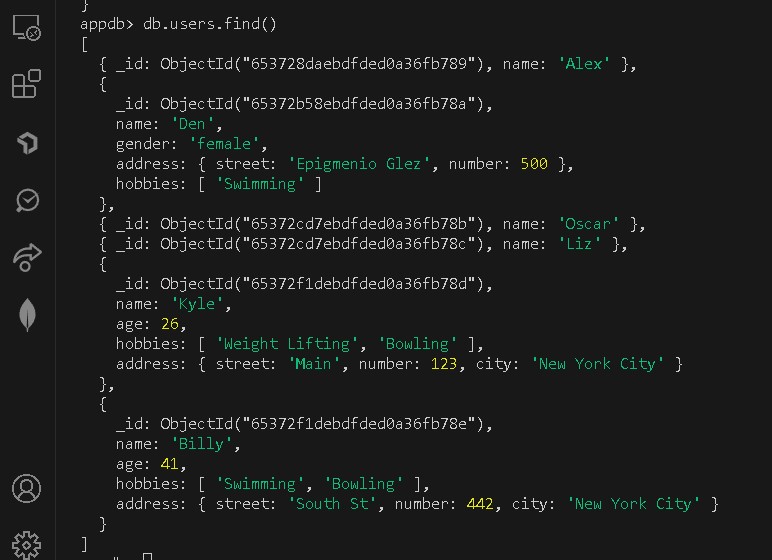 }
appdb> db.users.find()
[
  { _id: ObjectId("653728daebdfded0a36fb789"), name: 'Alex' },
  {
    _id: ObjectId("65372b58ebdfded0a36fb78a"),
    name: 'Den',
    gender: 'female',
    address: { street: 'Epigmenio Glez', number: 500 },
    hobbies: [ 'Swimming' ]
  },
  { _id: ObjectId("65372cd7ebdfded0a36fb78b"), name: 'Oscar' },
  { _id: ObjectId("65372cd7ebdfded0a36fb78c"), name: 'Liz' },
  {
    _id: ObjectId("65372f1debdfded0a36fb78d"),
    name: 'Kyle',
    age: 26,
    hobbies: [ 'Weight Lifting', 'Bowling' ],
    address: { street: 'Main', number: 123, city: 'New York City' }
  },
  {
    _id: ObjectId("65372f1debdfded0a36fb78e"),
    name: 'Billy',
    age: 41,
    hobbies: [ 'Swimming', 'Bowling' ],
    address: { street: 'South St', number: 442, city: 'New York City' }
  }
]